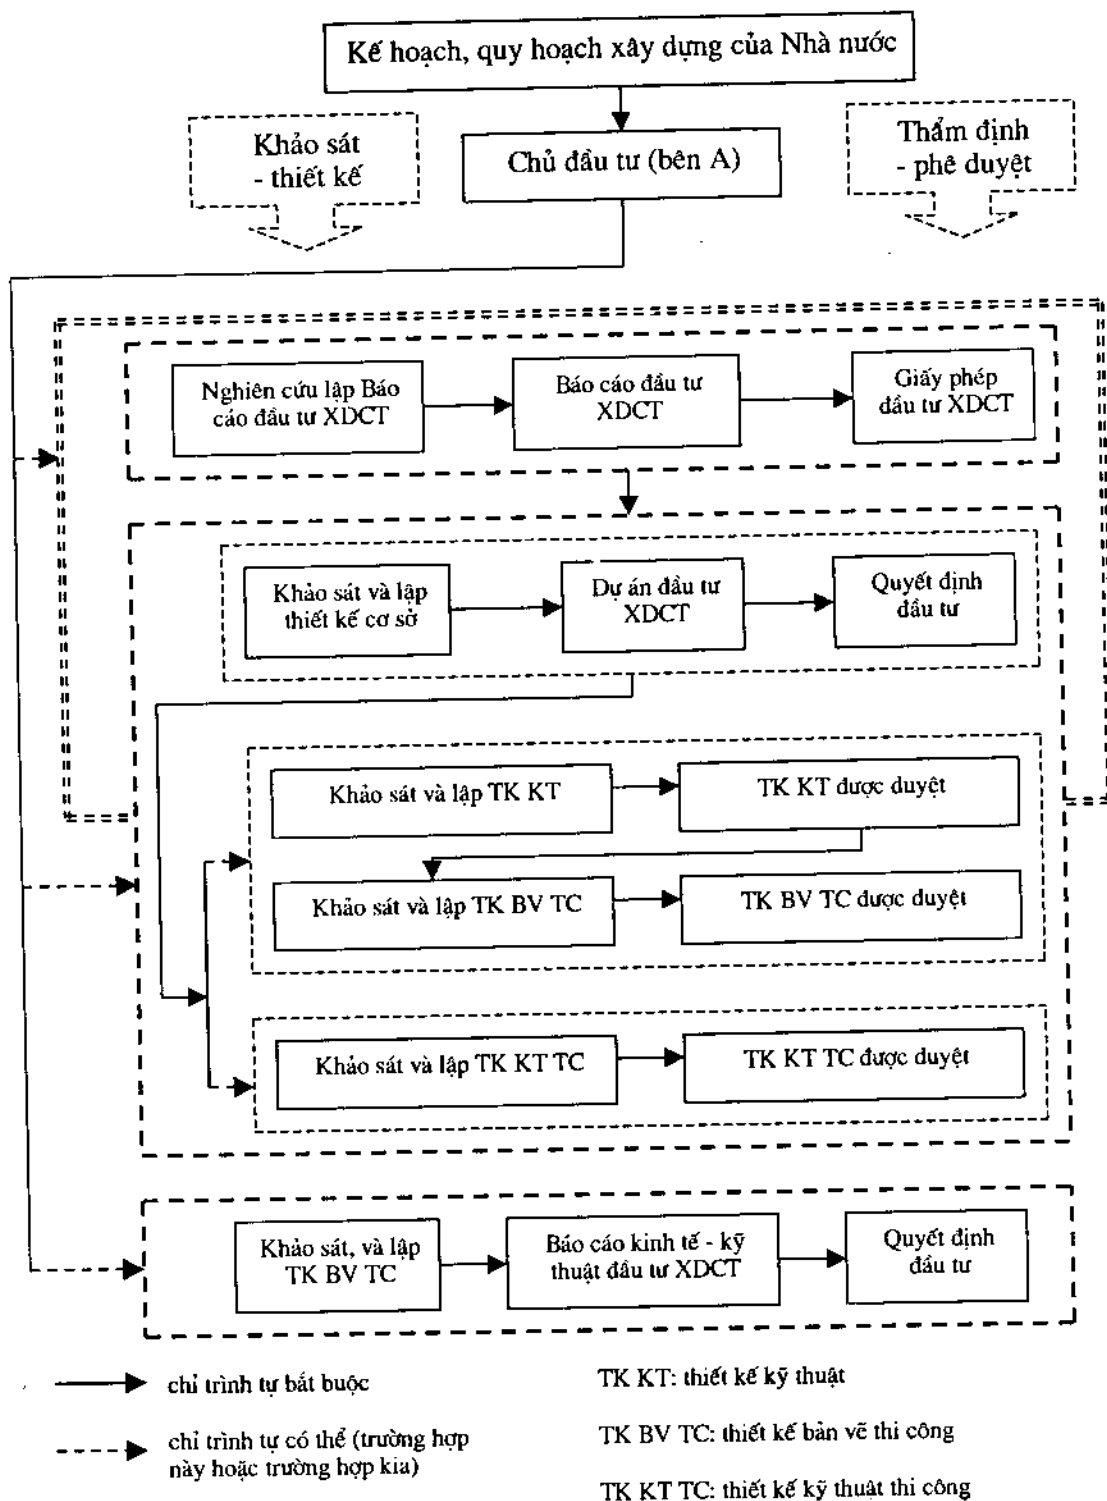 Kế hoạch, quy hoạch xây dựng của Nhà nước
Khảo sát
- thiết kế
Chủ đầu tư (bên A)
Thẩm định
- phê duyệt
Nghiên cứu lập Báo
cáo đầu tư XDCT
Báo cáo đầu tư
XDCT
Giấy phép
đầu tư XDCT
Khảo sát và lập
thiết kế cơ sở
Dự án đầu tư
XDCT
Quyết định
đầu tư
Khảo sát và lập TK KT
TK KT được duyệt
Khảo sát và lập TK BV TC
TK BV TC được duyệt
Khảo sát và lập TK KT TC
TK KT TC được duyệt
Khảo sát, và lập
TK BV TC
Báo cáo kinh tế - kỹ
thuật đầu tư XDCT
Quyết định
đầu tư
chỉ trình tự bắt buộc
chỉ trình tự có thể (trường hợp
này hoặc trường hợp kia)
TK KT: thiết kế kỹ thuật
TK BV TC: thiết kế bản vẽ thi công
TK KT TC: thiết kế kỹ thuật thi công